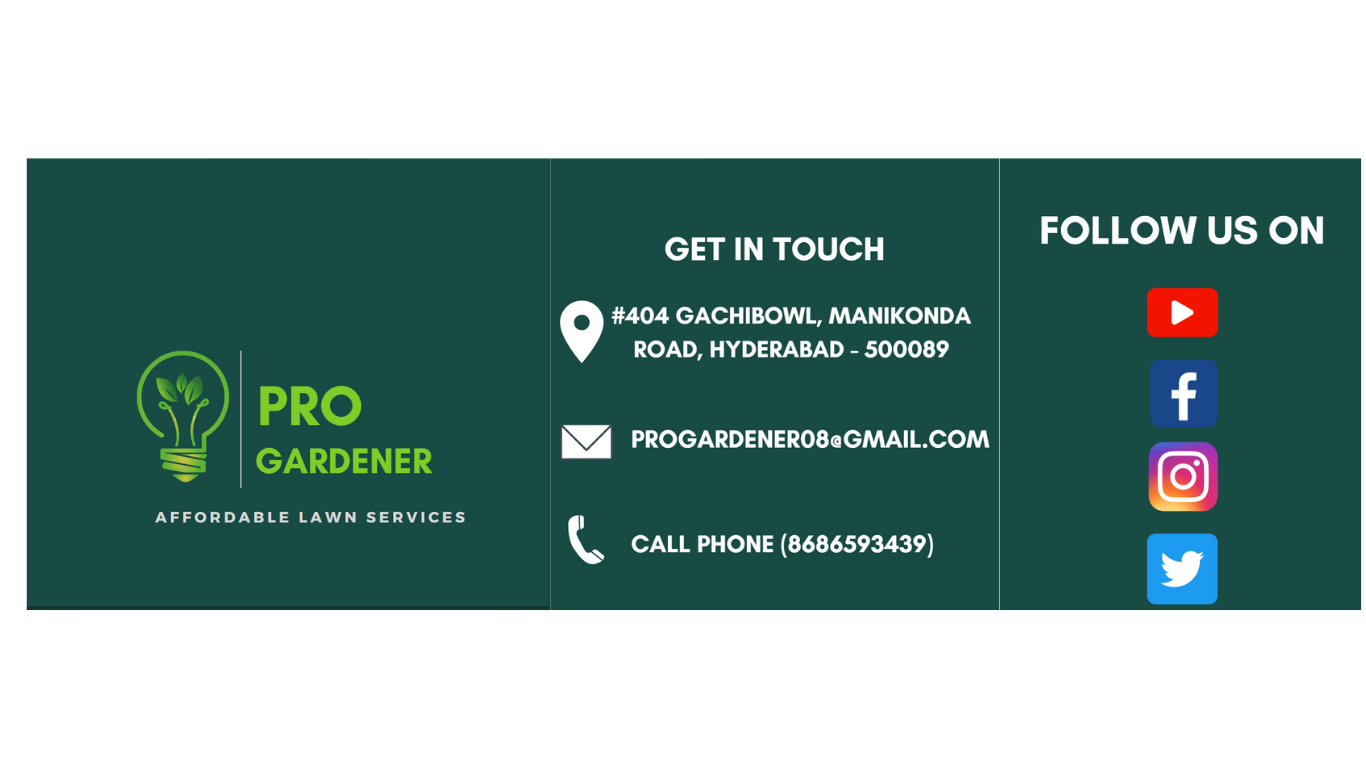 PRO
GARDENER
AFFORDABLE LAWN SERVICES
GET IN TOUCH
#404 GACHIBOWL, MANIKONDA
ROAD, HYDERABAD - 500089
PROGARDENER08@GMAIL.COM
CALL PHONE (8686593439)
FOLLOW US ON